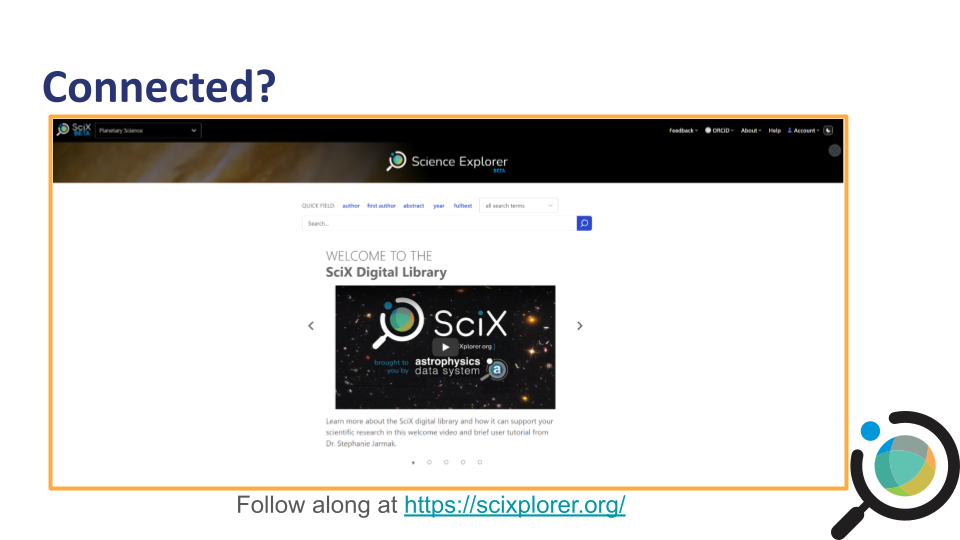 Connected?
SciX
BETA
Planetary Science
Feedback
ORCiD
About
Help
Account
Science Explorer
BETA
QUICK FIELD: author first author abstract year fulltext all search terms
Search...
WELCOME TO THE
SciX Digital Library
SciX
Xplorer.org ]
brought to you by
astrophysics data system
a
Learn more about the SciX digital library and how it can support your
scientific research in this welcome video and brief user tutorial from
Dr. Stephanie Jarmak.
Follow along at https://scixplorer.org/